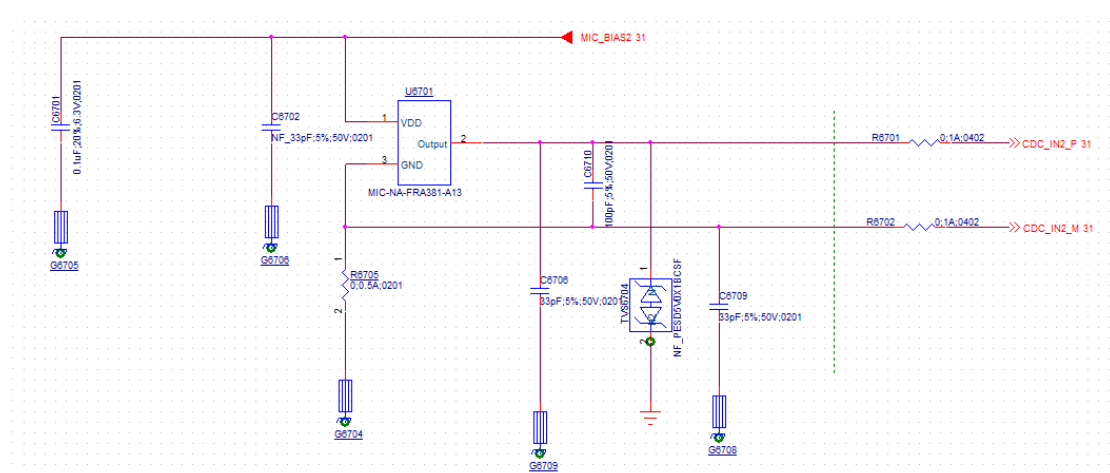 MIC_BIAS2 31
C6701
0.1uF;20%;6.3V;0201
C6702
NF_33pF;5%;50V;0201
U6701
1
VDD
Output
2
3
GND
MIC-NA-FRA381-A13
C6710
100pF;5%;50V;0201
R6701
0;1A;0402
CDC_IN2_P 31
R6702
0;1A;0402
CDC_IN2_M 31
G6705
G6706
1
R6705
0;0.5A;0201
2
G6704
C6706
33pF;5%;50V;0201
G6709
1
TVS6704
2
NF_PESD5V0X1BCSF
C6709
33pF;5%;50V;0201
G6708